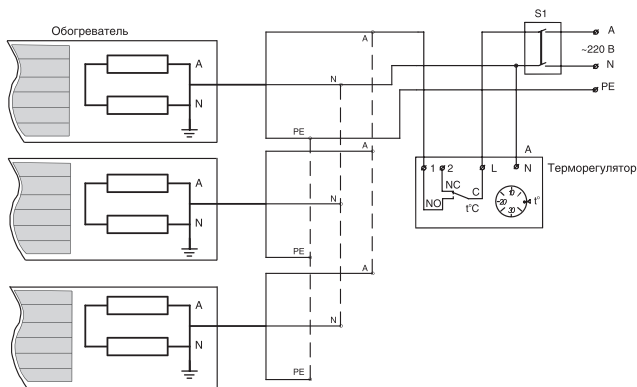 S1
Обогреватель
A
A
~220 В
A
N
N
N
PE
PE
A
A
1 2 L N
Терморегулятор
A
NC
C
10
t°
NO
t°C
20
30
N
N
PE
A
A
N
N
PE